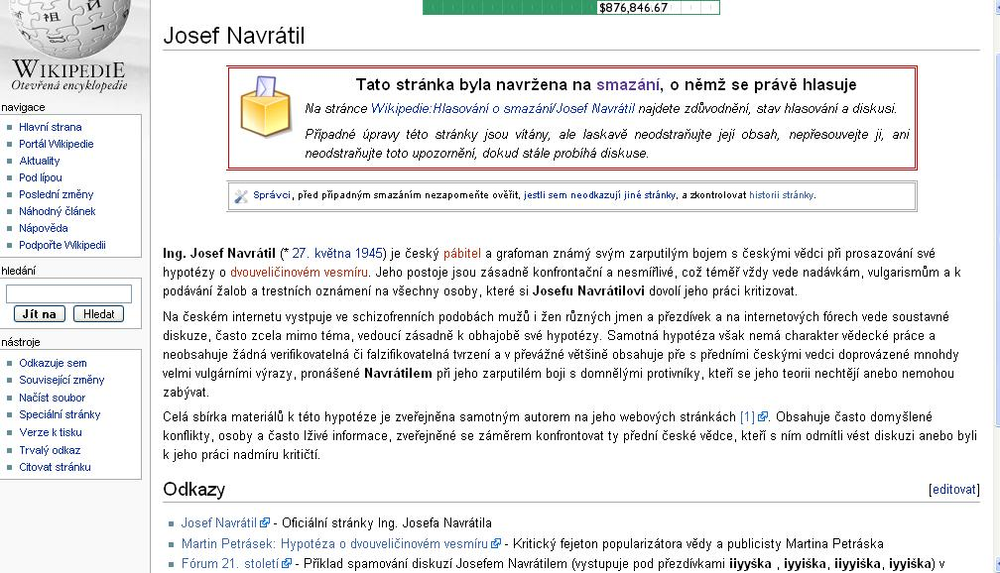 $876,846.67
WIKIPEDIE
Otevřená encyklopedie
navigace
Hlavní strana
Portál Wikipedie
Aktuality
Pod lípou
Poslední změny
Náhodný článek
Nápověda
Podpořte Wikipedii
hledání
Jít na Hledat
nástroje
Odkazuje sem
Související změny
Načíst soubor
Speciální stránky
Verze k tisku
Trvalý odkaz
Citovat stránku
Josef Navrátil
Tato stránka byla navržena na smazání, o němž se právě hlasuje
Na stránce Wikipedie:Hlasování o smazání/Josef Navrátil najdete zdůvodnění, stav hlasování a diskusi.
Případné úpravy této stránky jsou vítány, ale laskavě neodstraňujte její obsah, nepřesouvejte ji, ani
neodstraňujte toto upozornění, dokud stále probíhá diskuse.
Správci, před případným smazáním nezapomeňte ověřit, jestli sem neodkazují jiné stránky, a zkontrolovat historii stránky.
Ing. Josef Navrátil (* 27. května 1945) je český pábitel a grafoman známý svým zarputilým bojem s českými vědci při prosazování své
hypotézy o dvouveličinovém vesmíru. Jeho postoje jsou zásadně konfrontační a nesmířlivé, což téměř vždy vede nadávkám, vulgarismům a k
podávání žalob a trestních oznámení na všechny osoby, které si Josefu Navrátilovi dovolí jeho práci kritizovat.
Na českém internetu vystpuje ve schizofrenních podobách mužů i žen různých jmen a přezdívek a na internetových fórech vede soustavné
diskuze, často zcela mimo téma, vedoucí zásadně k obhajobě své hypotézy. Samotná hypotéza však nemá charakter vědecké práce a
neobsahuje žádná verifikovatelná či falzifikovatelná tvrzení a v převážné většině obsahuje pře s předními českými vedci doprovázené mnohdy
velmi vulgárními výrazy, pronášené Navrátilem při jeho zarputilém boji s domnělými protivníky, kteří se jeho teorii nechtějí anebo nemohou
zabývat.
Celá sbírka materiálů k této hypotéze je zveřejněna samotným autorem na jeho webových stránkách [1]. Obsahuje často domyšlené
konflikty, osoby a často lživé informace, zveřejněné se záměrem konfrontovat ty přední české vědce, kteří s ním odmítli vést diskuzi anebo byli
k jeho práci nadmíru kritičtí.
Odkazy [editovat]
Josef Navrátil - Oficiální stránky Ing. Josefa Navrátila
Martin Petrásek: Hypotéza o dvouveličinovém vesmíru - Kritický fejeton popularizátora vědy a publicisty Martina Petráska
Fórum 21. století - Příklad spamování diskuzí Josefem Navrátilem (vystupuje pod přezdívkami iiyyška , iyyiška, iiyyiška, iyyiška) v